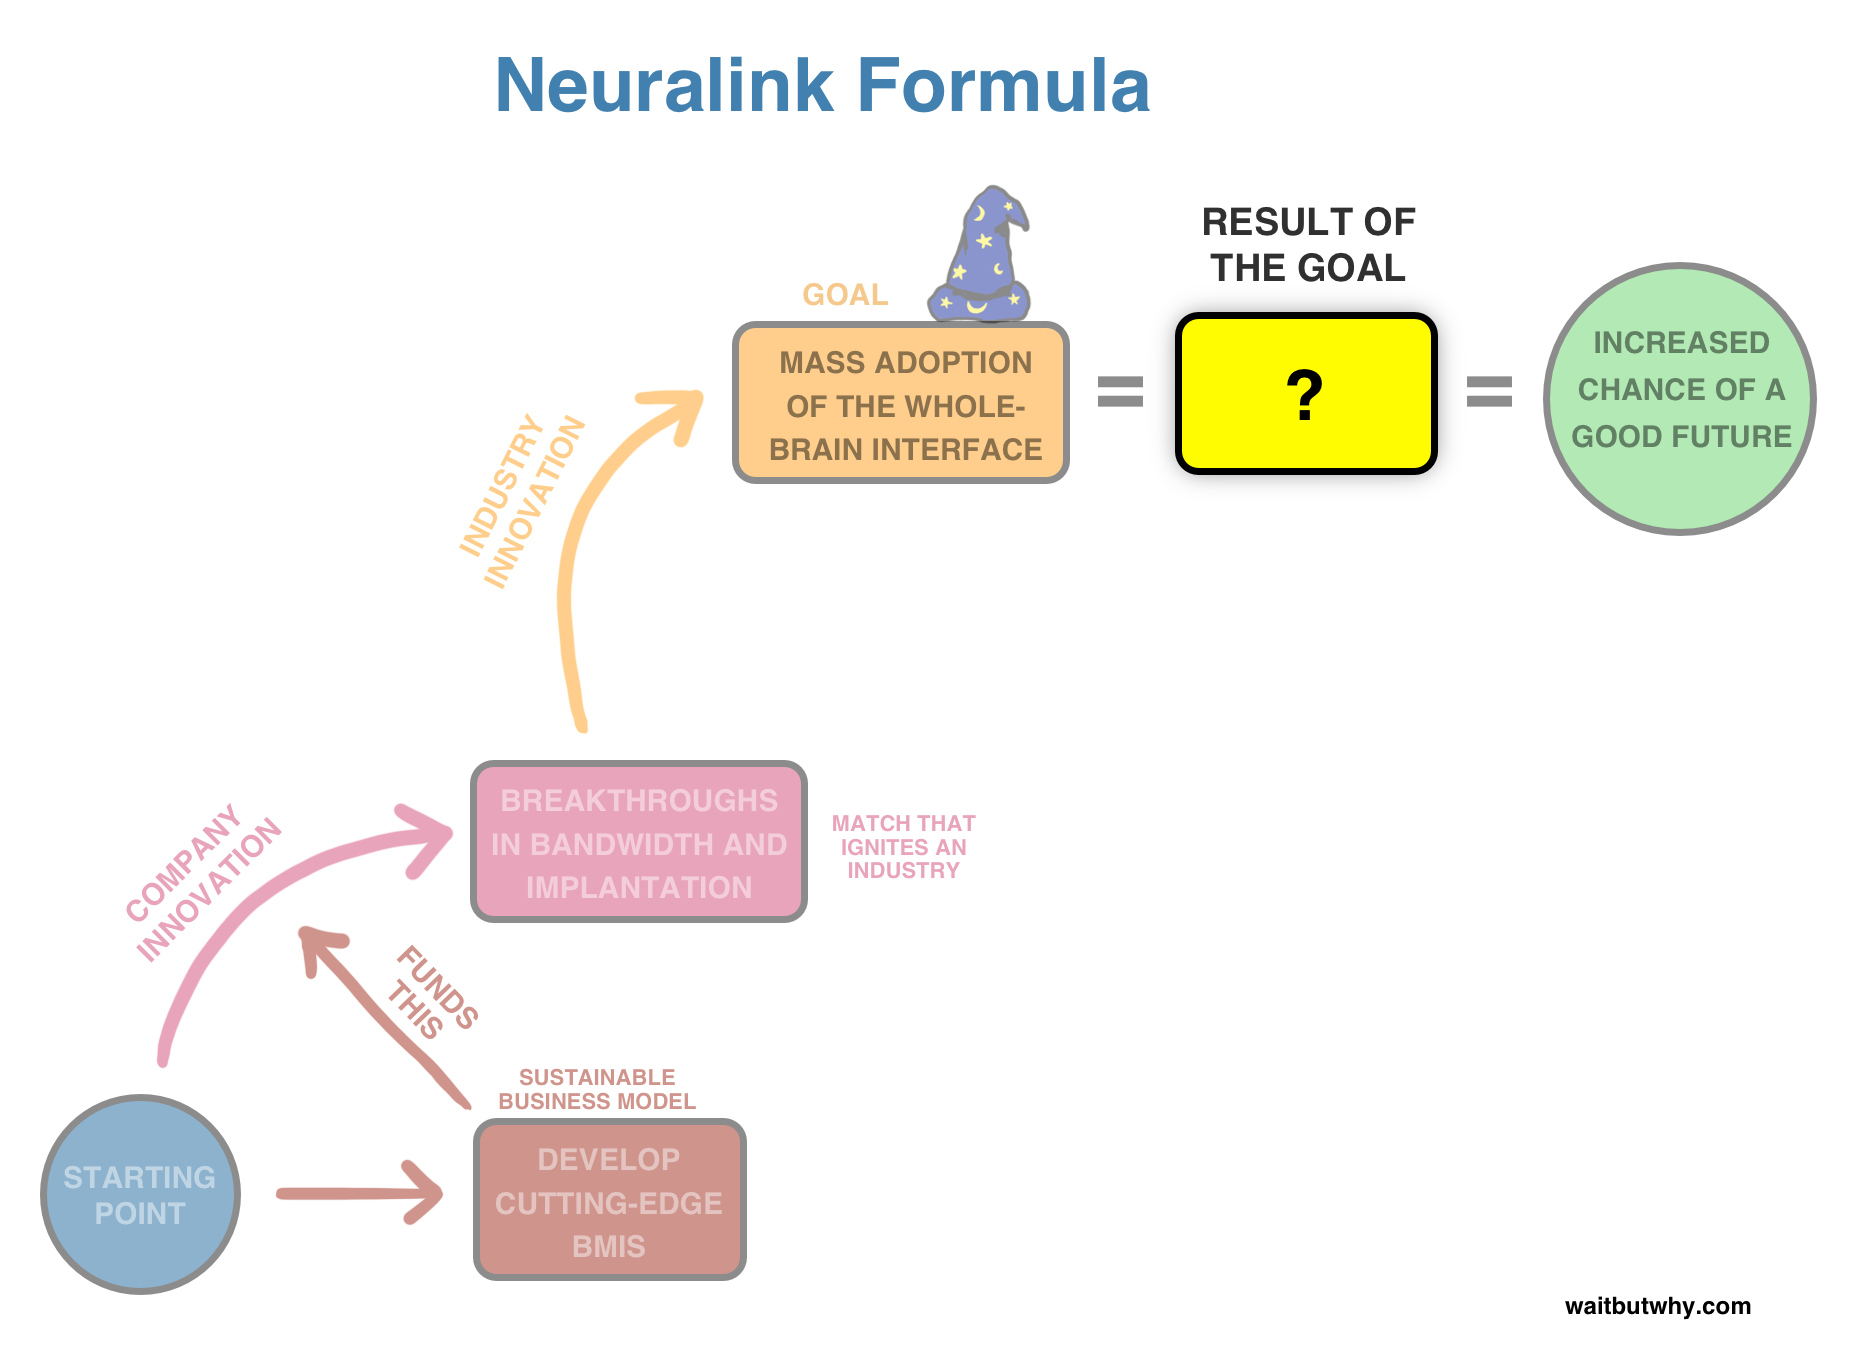 Neuralink Formula
RESULT OF
THE GOAL
GOAL
MASS ADOPTION
OF THE WHOLE-
BRAIN INTERFACE
=
?
=
INCREASED
CHANCE OF A
GOOD FUTURE
INDUSTRY
INNOVATION
BREAKTHROUGHS
IN BANDWIDTH AND
IMPLANTATION
MATCH THAT
IGNITES AN
INDUSTRY
COMPANY
INNOVATION
FUNDS
THIS
SUSTAINABLE
BUSINESS MODEL
STARTING
POINT
DEVELOP
CUTTING-EDGE
BMIS
waitbutwhy.com